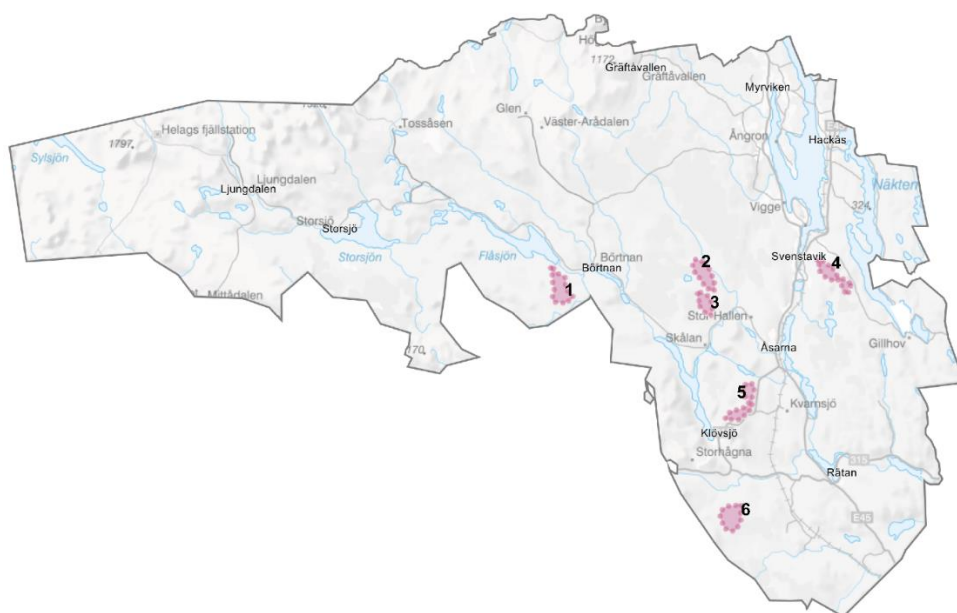 Gräftåvallen
1172
Gräftåvallen
Myrviken
Glen
Väster-Arådalen
Tossåsen
Helags fjällstation
1797
Sylsjön
Ångron
Hackås
Näkten
324
Vigge
Ljungdalen
Ljungdalen
Storsjö
Storsjö
Storsjön
Flåsjön
Börtnan
Börtnan
Svenstavik
4
2
1
3
Mittådalen
Stor-Hallen
Skålan
Åsarna
Gillhov
5
Kvarnsjö
Klövsjö
Storhågna
315
Rätan
6
E45